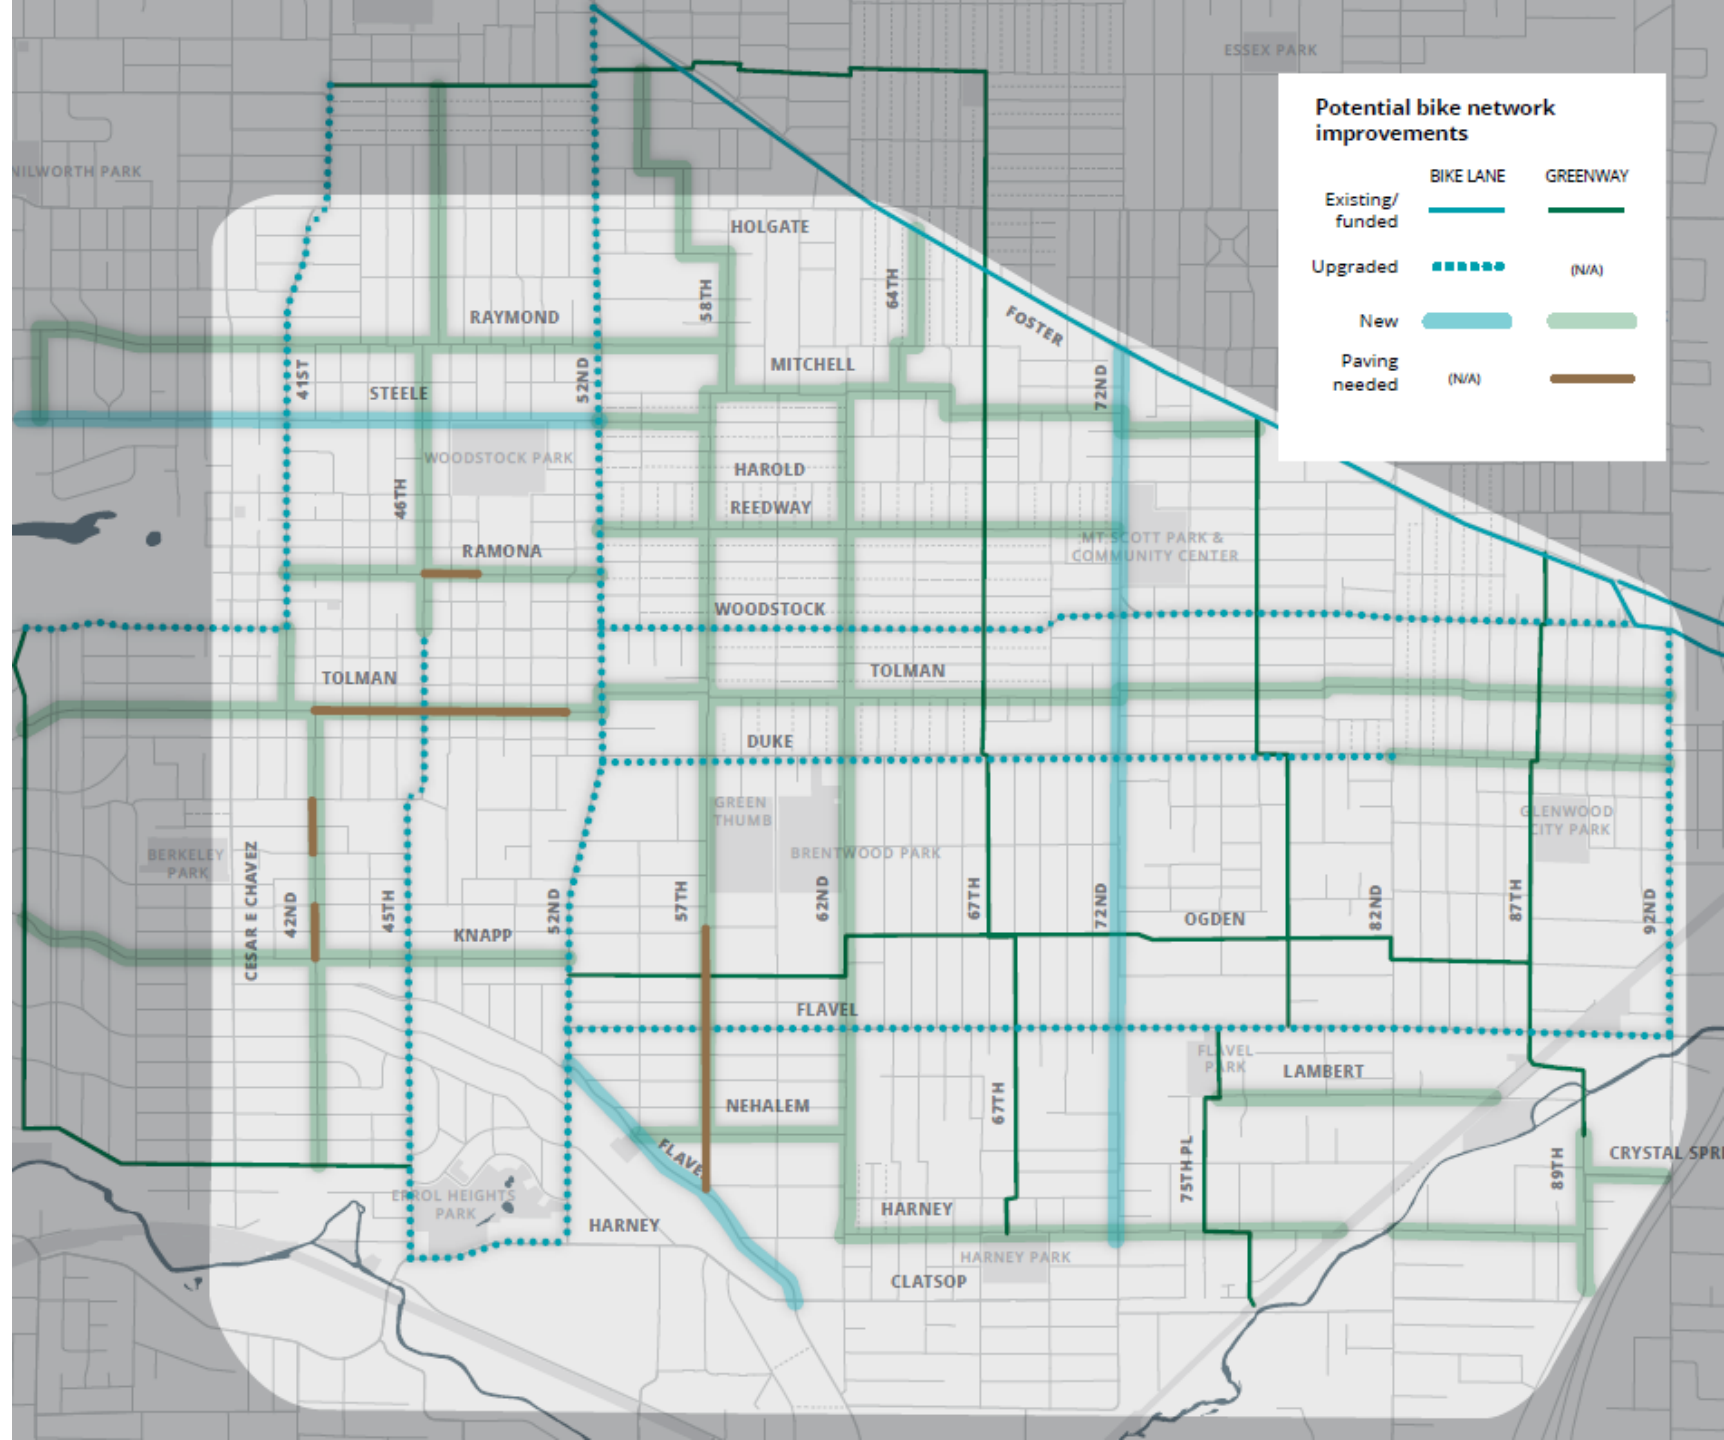 ESSEX PARK
Potential bike network
improvements
BIKE LANE
GREENWAY
Existing/
funded
Upgraded
(N/A)
New
Paving
needed
(N/A)
NILWORTH PARK
HOLGATE
58TH
64TH
RAYMOND
FOSTER
MITCHELL
41ST
STEELE
52ND
72ND
WOODSTOCK PARK
HAROLD
46TH
REEDWAY
RAMONA
MT SCOTT PARK &
COMMUNITY CENTER
WOODSTOCK
TOLMAN
TOLMAN
DUKE
GREEN
THUMB
GLENWOOD
CITY PARK
BERKELEY
PARK
BRENTWOOD PARK
CESAR E CHAVEZ
42ND
45TH
52ND
57TH
62ND
67TH
72ND
82ND
87TH
92ND
OGDEN
KNAPP
FLAVEL
FLAVEL
PARK
LAMBERT
NEHALEM
67TH
FLAVE
75TH PL
89TH
CRYSTAL SPRI
ERROL HEIGHTS
PARK
HARNEY
HARNEY
HARNEY PARK
CLATSOP